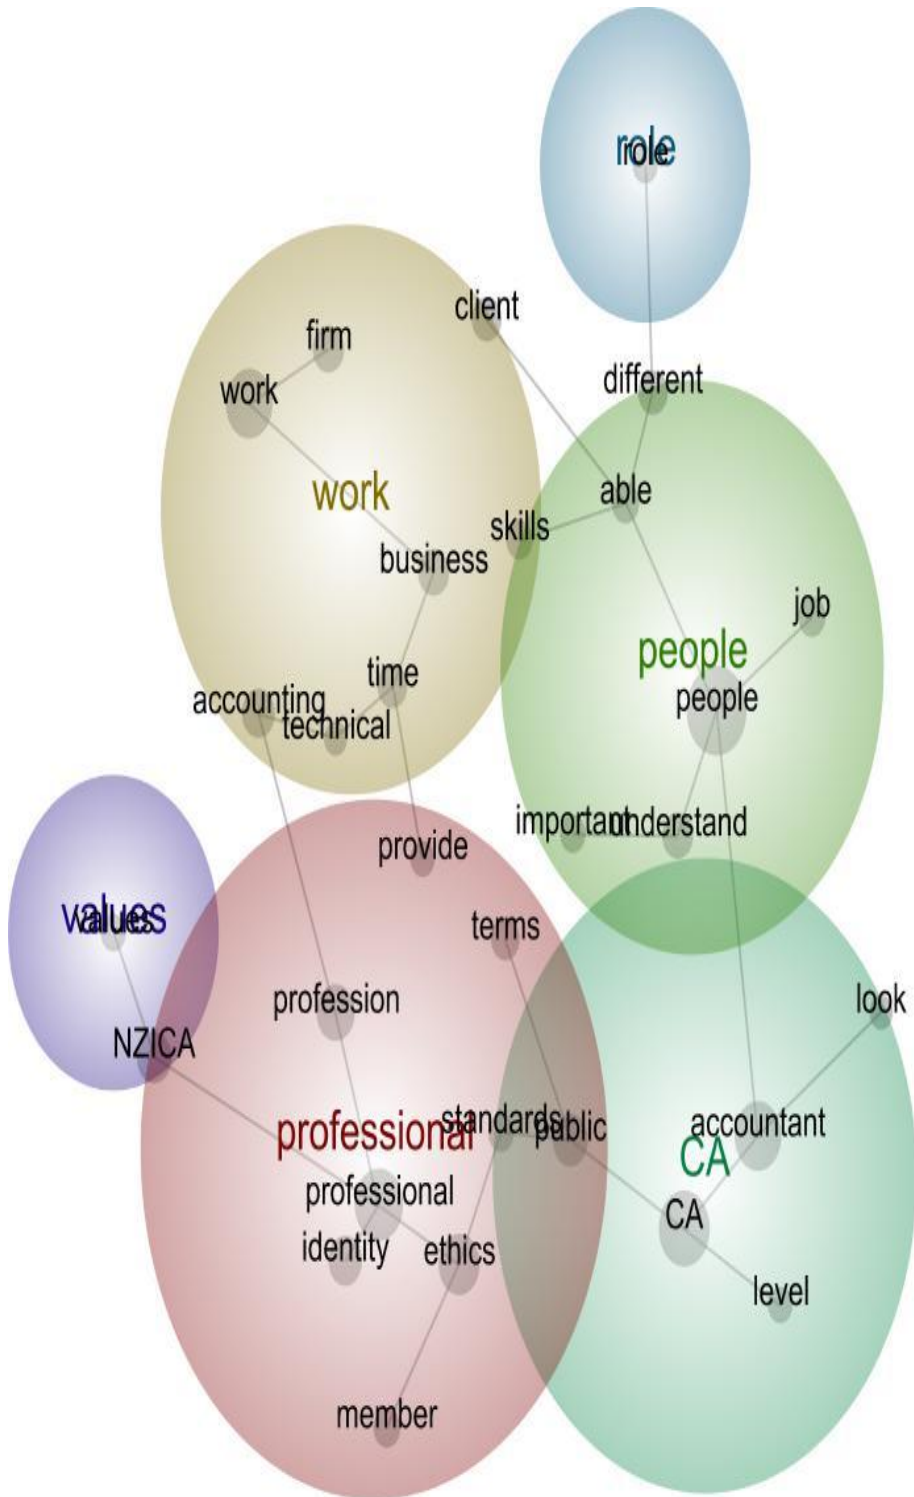 role
role
client
firm
different
work
work
able
skills
business
job
people
time
people
accounting
technical
important
understand
provide
values
values
terms
profession
look
NZICA
standards
public
accountant
professional
CA
professional
CA
identity
ethics
level
member